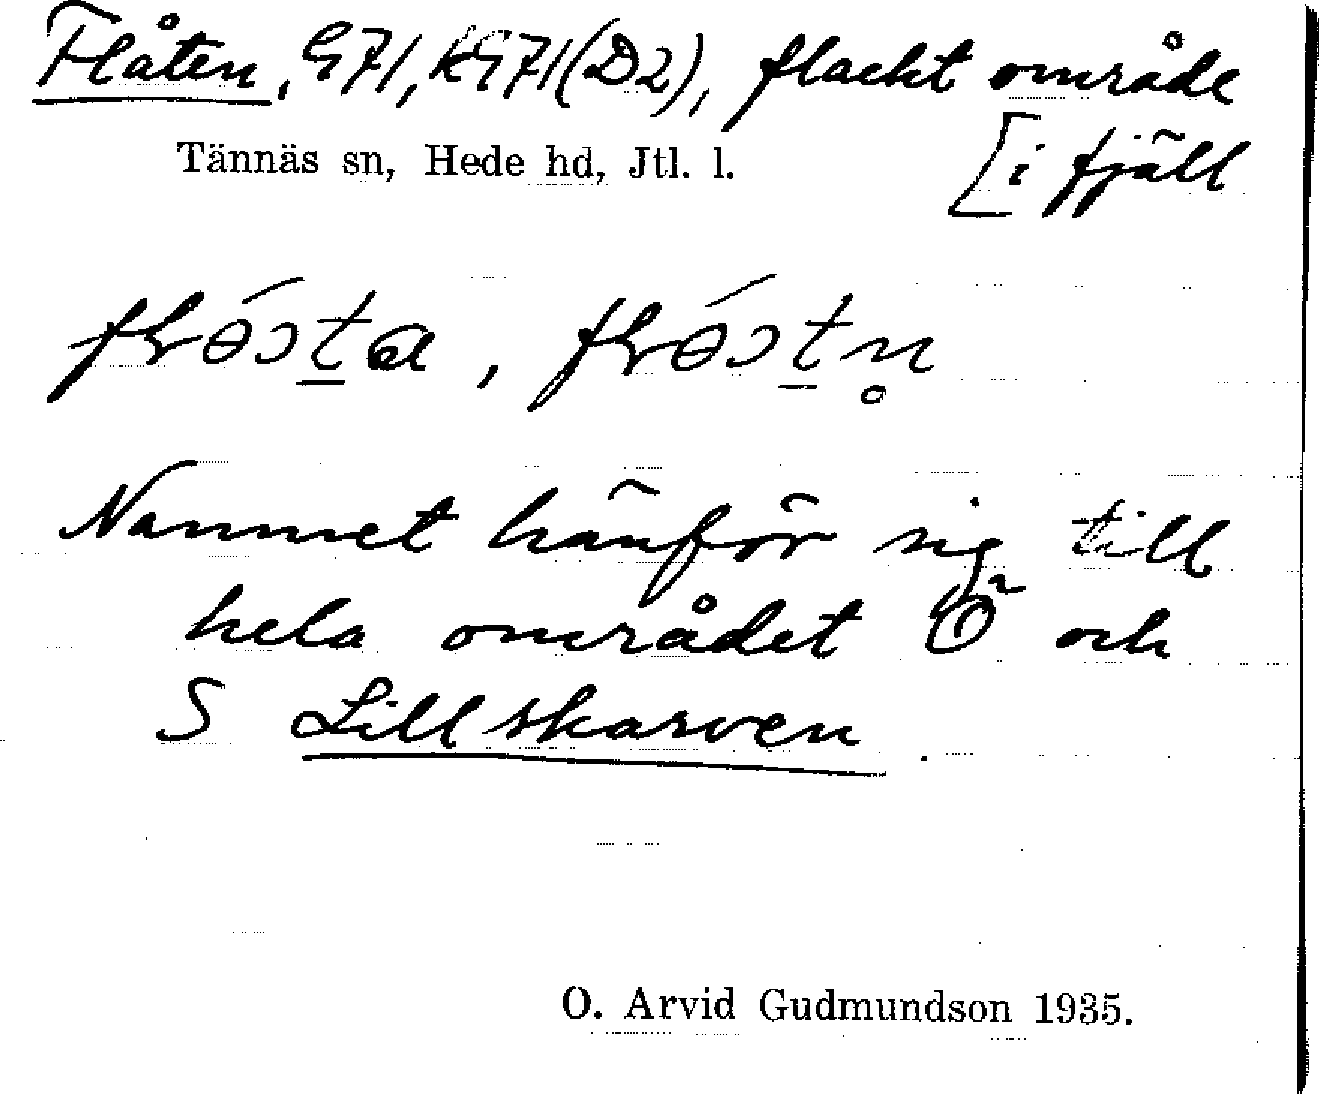 Flåten, G71, kG71(D2), flackt område
[i fjäll
Tännäs sn, Hede hd, Jtl. l.
Namnet hänför sig till
hela området Ö och
S Lillskarven.
O. Arvid Gudmundson 1935.